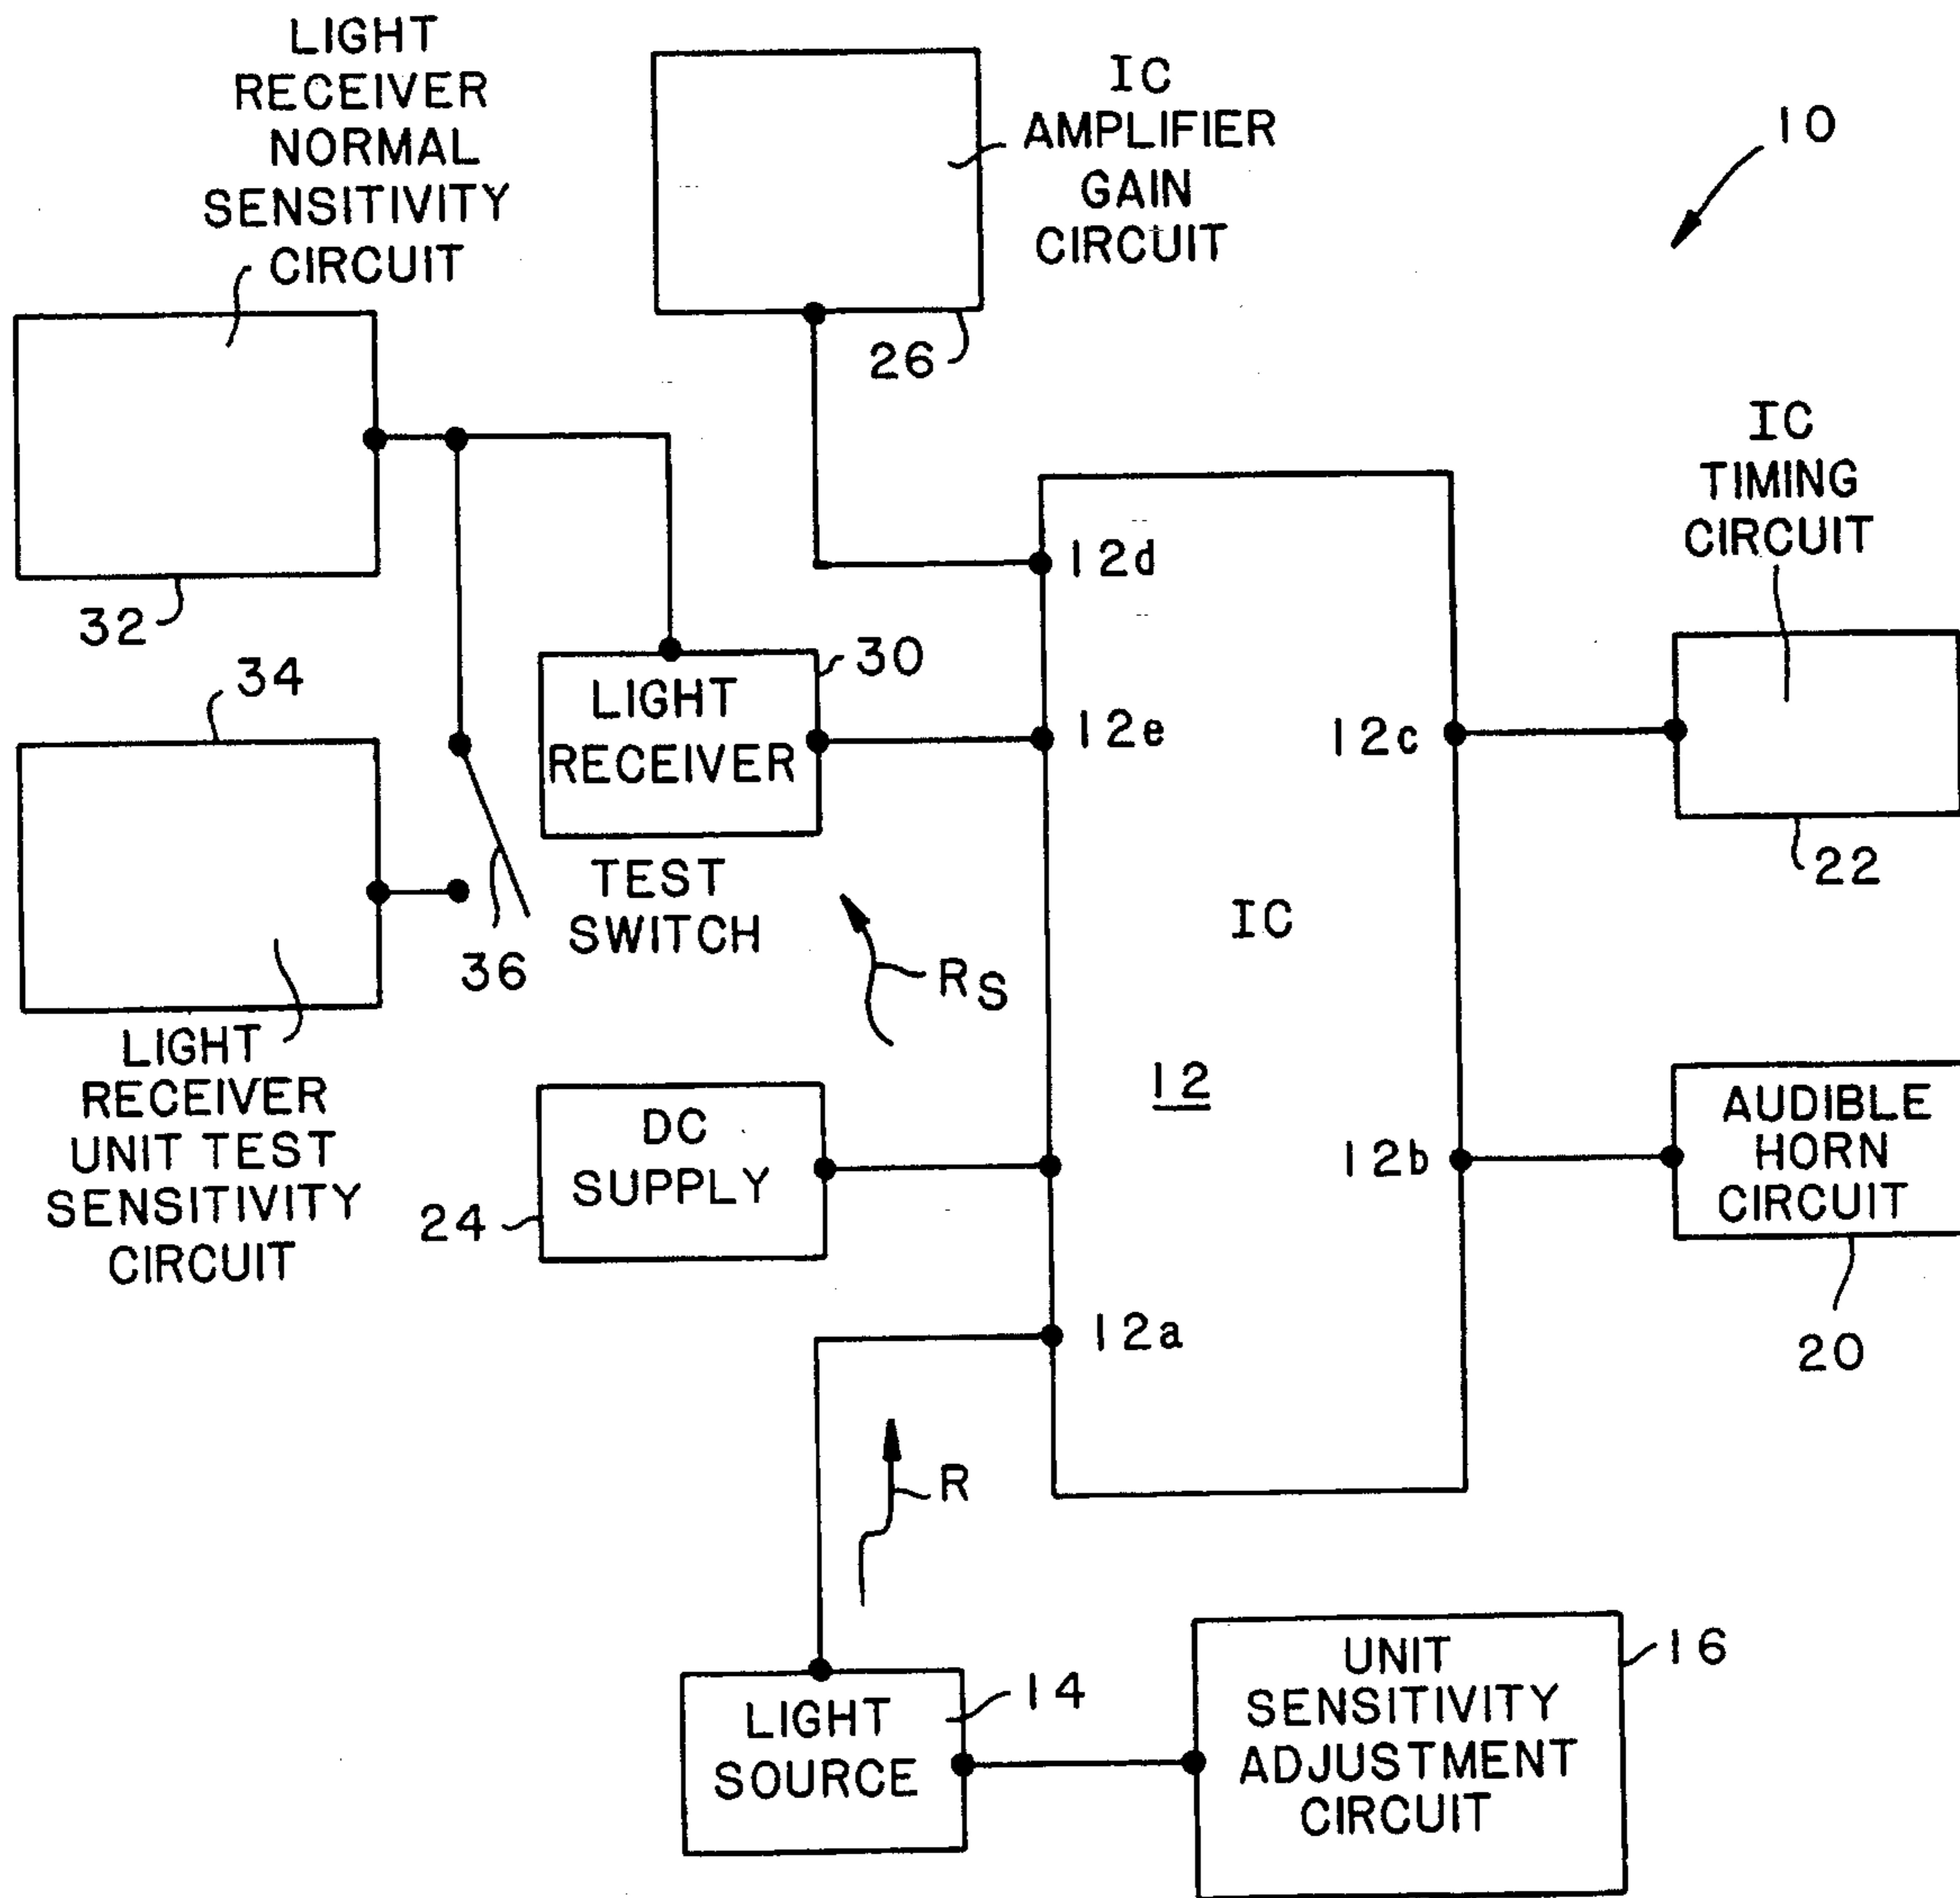 LIGHT
RECEIVER
NORMAL
SENSITIVITY
CIRCUIT
IC
AMPLIFIER
GAIN
CIRCUIT
10
26
32
IC
TIMING
CIRCUIT
12d
34
30
LIGHT
RECEIVER
12e
12c
22
TEST
SWITCH
36
IC
RS
LIGHT
RECEIVER
UNIT TEST
SENSITIVITY
CIRCUIT
12
DC
SUPPLY
24
12b
AUDIBLE
HORN
CIRCUIT
20
12a
R
14
LIGHT
SOURCE
UNIT
SENSITIVITY
ADJUSTMENT
CIRCUIT
16